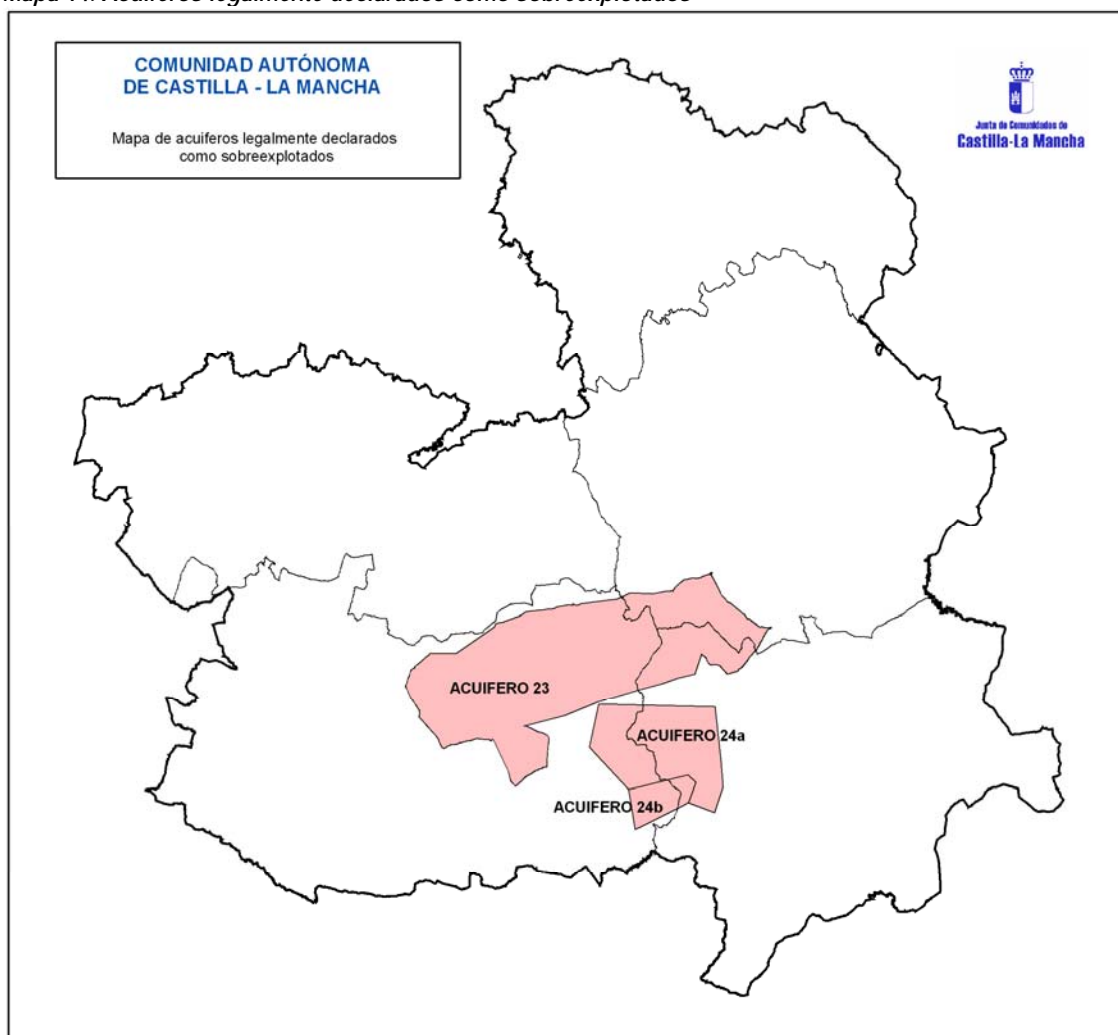 Mapa 14. Acuíferos legalmente declarados como sobreexplotados
COMUNIDAD AUTÓNOMA
DE CASTILLA - LA MANCHA
Mapa de acuiferos legalmente declarados
como sobreexplotados
Junta de Comunidades de
Castilla-La Mancha
ACUIFERO 23
ACUIFERO 24a
ACUIFERO 24b